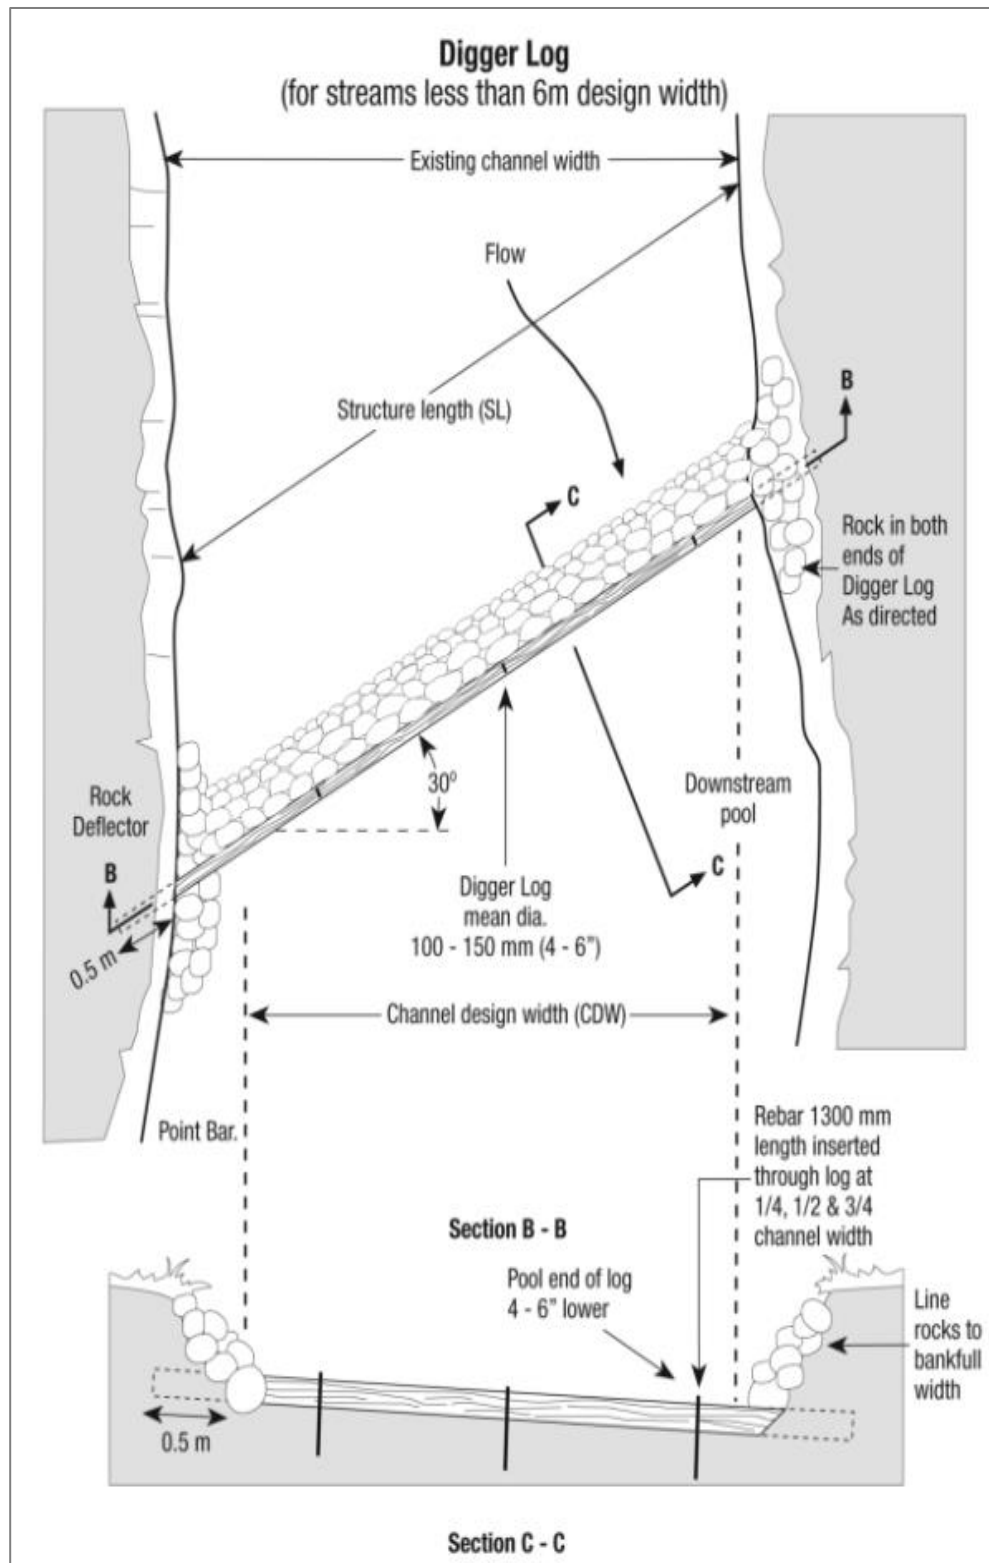 Digger Log
(for streams less than 6m design width)
Existing channel width
Flow
Structure length (SL)
B
C
Rock in both
ends of
Digger Log
As directed
30º
Rock
Deflector
Downstream
pool
B
C
Digger Log
mean dia.
100 - 150 mm (4 - 6”)
0.5 m
Channel design width (CDW)
Point Bar.
Rebar 1300 mm
length inserted
through log at
1/4, 1/2 & 3/4
channel width
Section B - B
Pool end of log
4 - 6” lower
Line
rocks to
bankfull
width
0.5 m
Section C - C